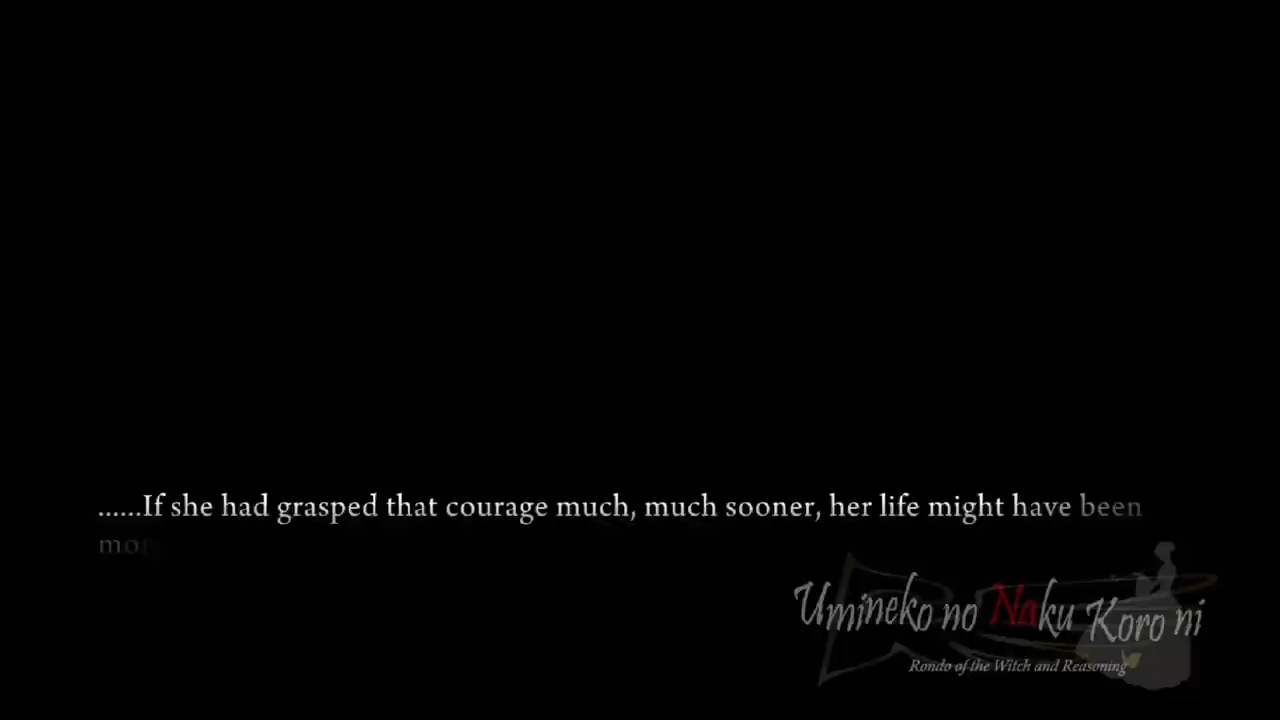 ......If she had grasped that courage much, much sooner, her life might have been
Umineko no Naku Koro ni
Rondo of the Witch and Reasoning